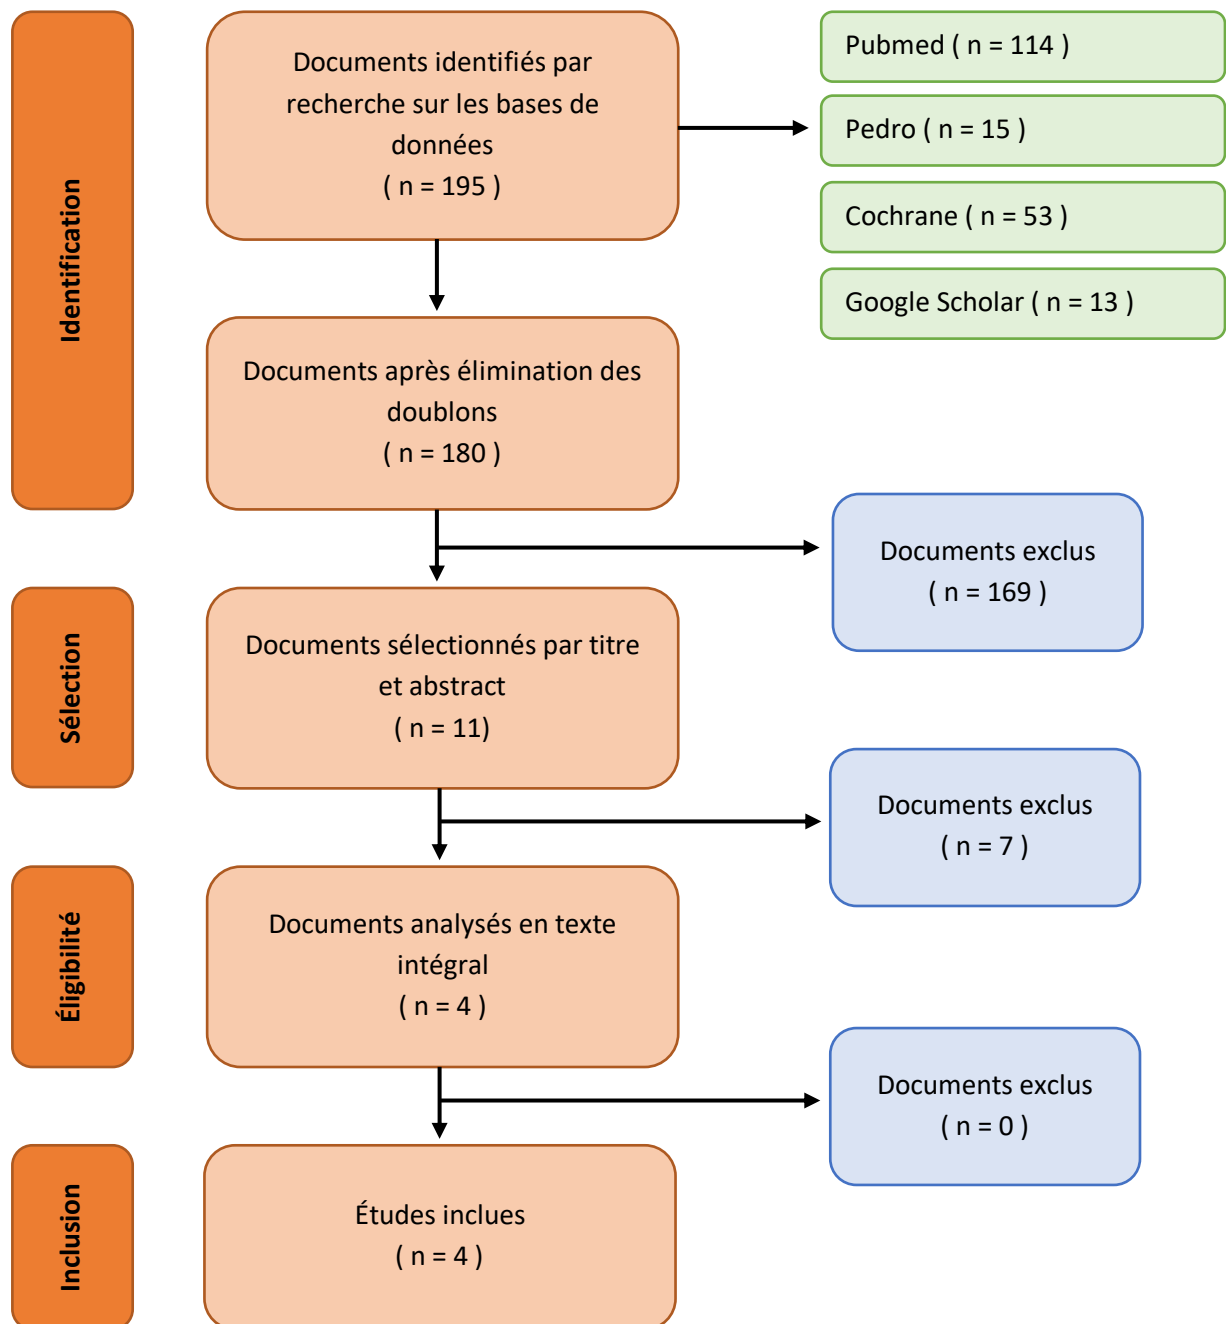 Identification
Documents identifiés par
recherche sur les bases de
données
( n = 195 )
Pubmed ( n = 114 )
Pedro ( n = 15 )
Cochrane ( n = 53 )
Google Scholar ( n = 13 )
Documents après élimination des
doublons
( n = 180 )
Documents exclus
( n = 169 )
Sélection
Documents sélectionnés par titre
et abstract
( n = 11)
Documents exclus
( n = 7 )
Éligibilité
Documents analysés en texte
intégral
( n = 4 )
Documents exclus
( n = 0 )
Inclusion
Études inclues
( n = 4 )